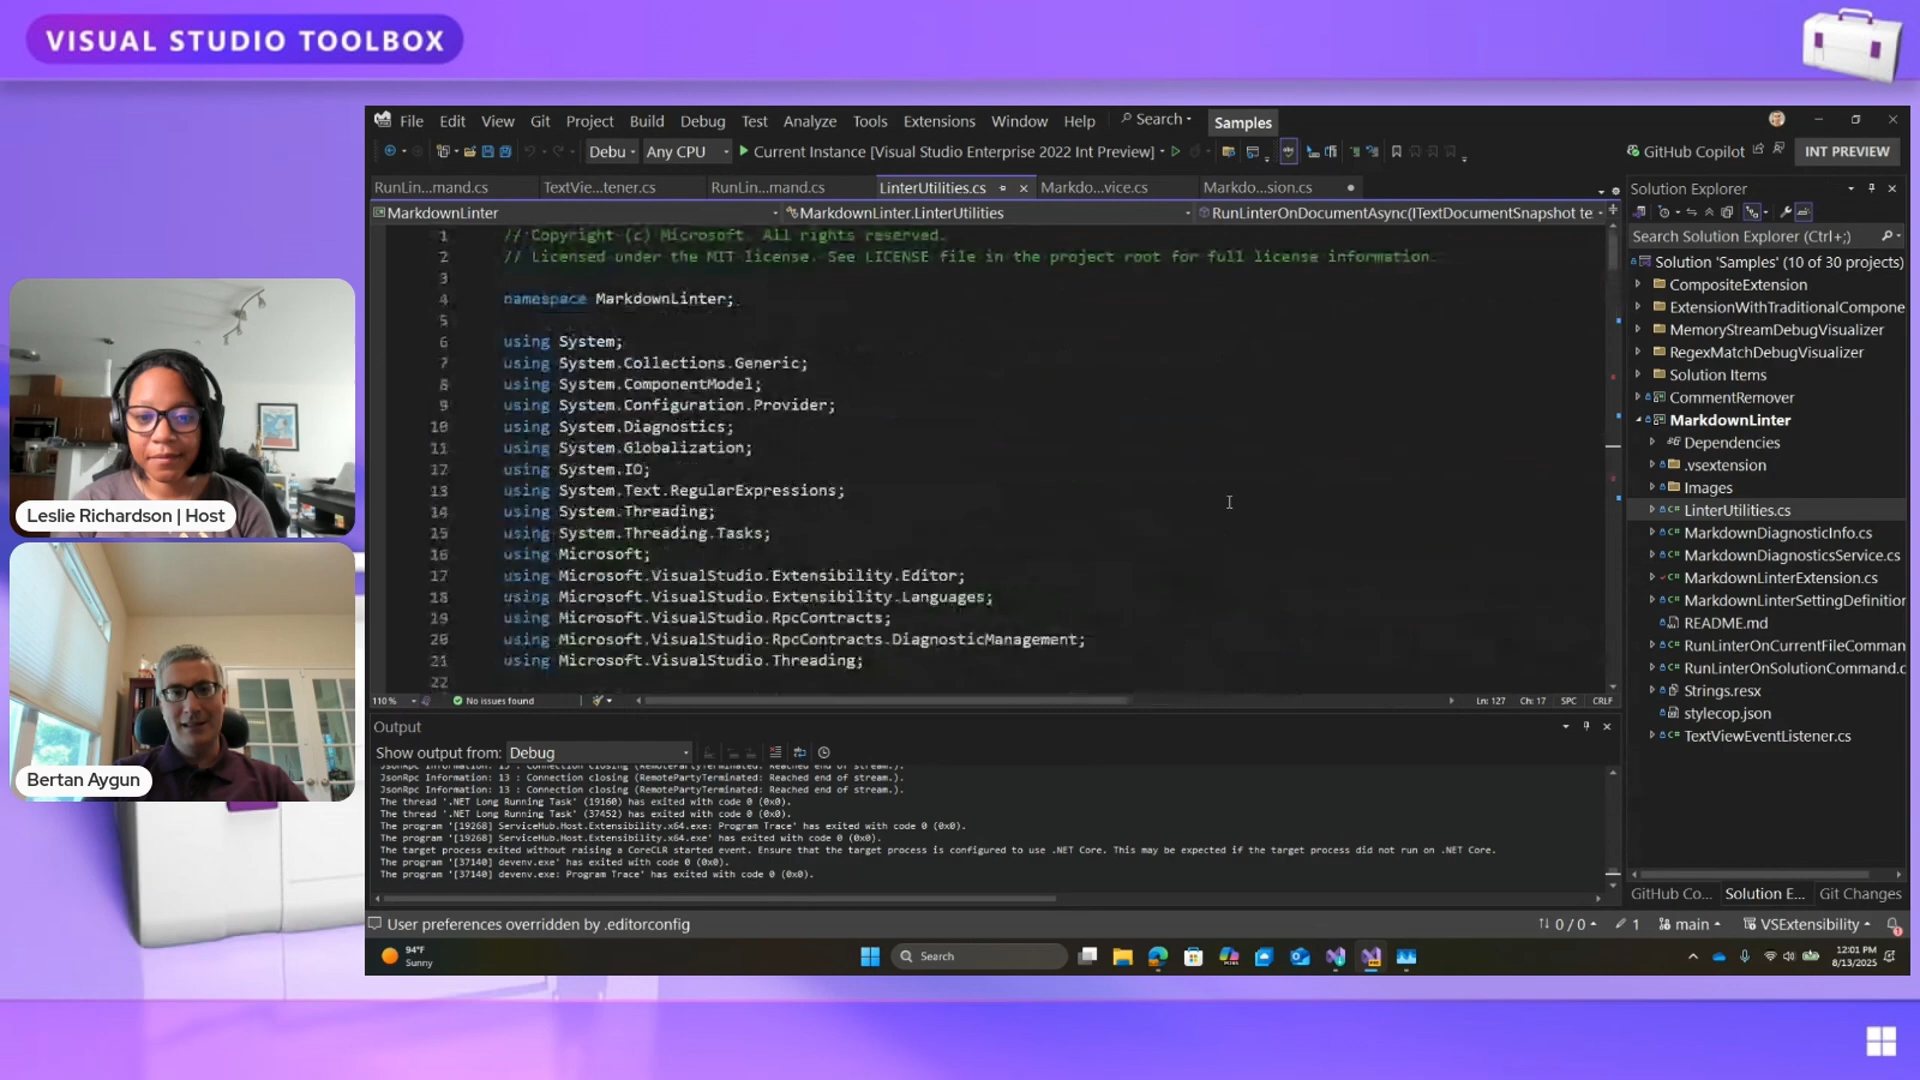 VISUAL STUDIO TOOLBOX
File Edit View Git Project Build Debug Test Analyze Tools Extensions Window Help Search Samples
Debu Any CPU Current Instance [Visual Studio Enterprise 2022 Int Preview] GitHub Copilot INT PREVIEW
RunLin...mand.cs TextVie...tener.cs RunLin...mand.cs LinterUtilities.cs Markdo...vice.cs Markdo...sion.cs
MarkdownLinter MarkdownLinter.LinterUtilities RunLinterOnDocumentAsync(ITextDocumentSnapshot te
1 // Copyright (c) Microsoft. All rights reserved.
2 // Licensed under the MIT license. See LICENSE file in the project root for full license information.
3
4 namespace MarkdownLinter;
5
6 using System;
7 using System.Collections.Generic;
8 using System.ComponentModel;
9 using System.Configuration.Provider;
10 using System.Diagnostics;
11 using System.Globalization;
12 using System.IO;
13 using System.Text.RegularExpressions;
14 using System.Threading;
15 using System.Threading.Tasks;
16 using Microsoft;
17 using Microsoft.VisualStudio.Extensibility.Editor;
18 using Microsoft.VisualStudio.Extensibility.Languages;
19 using Microsoft.VisualStudio.RpcContracts;
20 using Microsoft.VisualStudio.RpcContracts.DiagnosticManagement;
21 using Microsoft.VisualStudio.Threading;
22
110 % No issues found Ln: 127 Ch: 17 SPC CRLF
Output
Show output from: Debug
JsonRpc Information: 13 : Connection closing (RemotePartyTerminated: Reached end of stream.).
JsonRpc Information: 13 : Connection closing (RemotePartyTerminated: Reached end of stream.).
JsonRpc Information: 13 : Connection closing (RemotePartyTerminated: Reached end of stream.).
The thread '.NET Long Running Task' (19160) has exited with code 0 (0x0).
The thread '.NET Long Running Task' (37452) has exited with code 0 (0x0).
The program '[19268] ServiceHub.Host.Extensibility.x64.exe: Program Trace' has exited with code 0 (0x0).
The program '[19268] ServiceHub.Host.Extensibility.x64.exe' has exited with code 0 (0x0).
The target process exited without raising a CoreCLR started event. Ensure that the target process is configured to use .NET Core. This may be expected if the target process did not run on .NET Core.
The program '[37140] devenv.exe' has exited with code 0 (0x0).
The program '[37140] devenv.exe: Program Trace' has exited with code 0 (0x0).
Solution Explorer
Search Solution Explorer (Ctrl+;)
Solution 'Samples' (10 of 30 projects)
CompositeExtension
ExtensionWithTraditionalCompone
MemoryStreamDebugVisualizer
RegexMatchDebugVisualizer
Solution Items
CommentRemover
MarkdownLinter
Dependencies
.vsextension
Images
C# LinterUtilities.cs
C# MarkdownDiagnosticInfo.cs
C# MarkdownDiagnosticsService.cs
C# MarkdownLinterExtension.cs
C# MarkdownLinterSettingDefinition
README.md
C# RunLinterOnCurrentFileComman
C# RunLinterOnSolutionCommand.c
Strings.resx
stylecop.json
C# TextViewEventListener.cs
GitHub Co... Solution E... Git Changes
User preferences overridden by .editorconfig 0 / 0 1 main VSExtensibility
94°F
Sunny
Search
12:01 PM
8/13/2025
Leslie Richardson | Host
Bertan Aygun